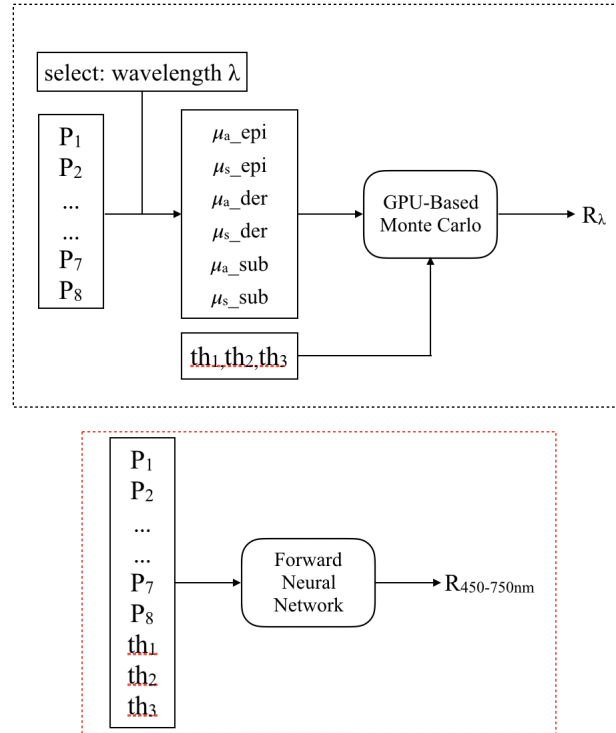 select: wavelength λ
P₁
P₂
...
...
P₇
P₈
μₐ_epi
μₛ_epi
μₐ_der
μₛ_der
μₐ_sub
μₛ_sub
GPU-Based
Monte Carlo
R_λ
th₁,th₂,th₃
P₁
P₂
...
...
P₇
P₈
th₁
th₂
th₃
Forward
Neural
Network
R₄₅₀₋₇₅₀ₙₘ